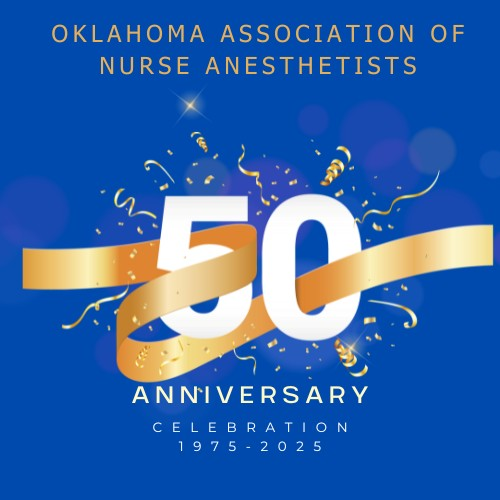 OKLAHOMA ASSOCIATION OF
NURSE ANESTHETISTS
50
ANNIVERSARY
CELEBRATION
1975-2025